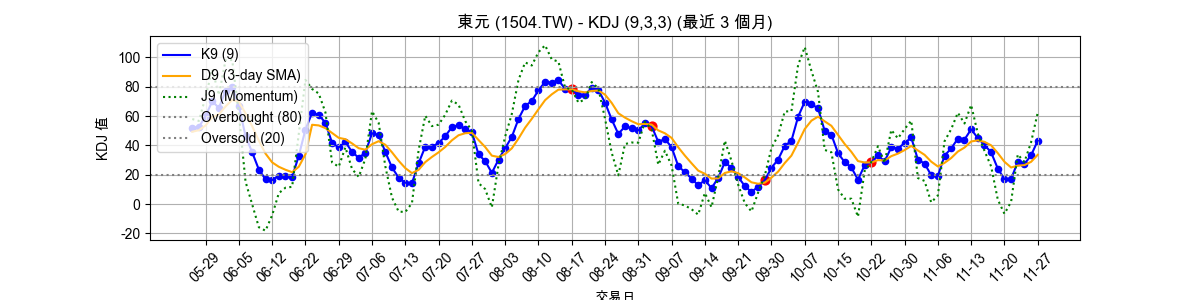 東元 (1504.TW) - KDJ (9,3,3) (最近 3 個月)
K9 (9)
D9 (3-day SMA)
J9 (Momentum)
Overbought (80)
Oversold (20)
KDJ 值
100
80
60
40
20
0
-20
05-29 06-05 06-12 06-22 06-29 07-06 07-13 07-20 07-27 08-03 08-10 08-17 08-24 08-31 09-07 09-14 09-21 09-30 10-07 10-15 10-22 10-30 11-06 11-13 11-20 11-27
交易日